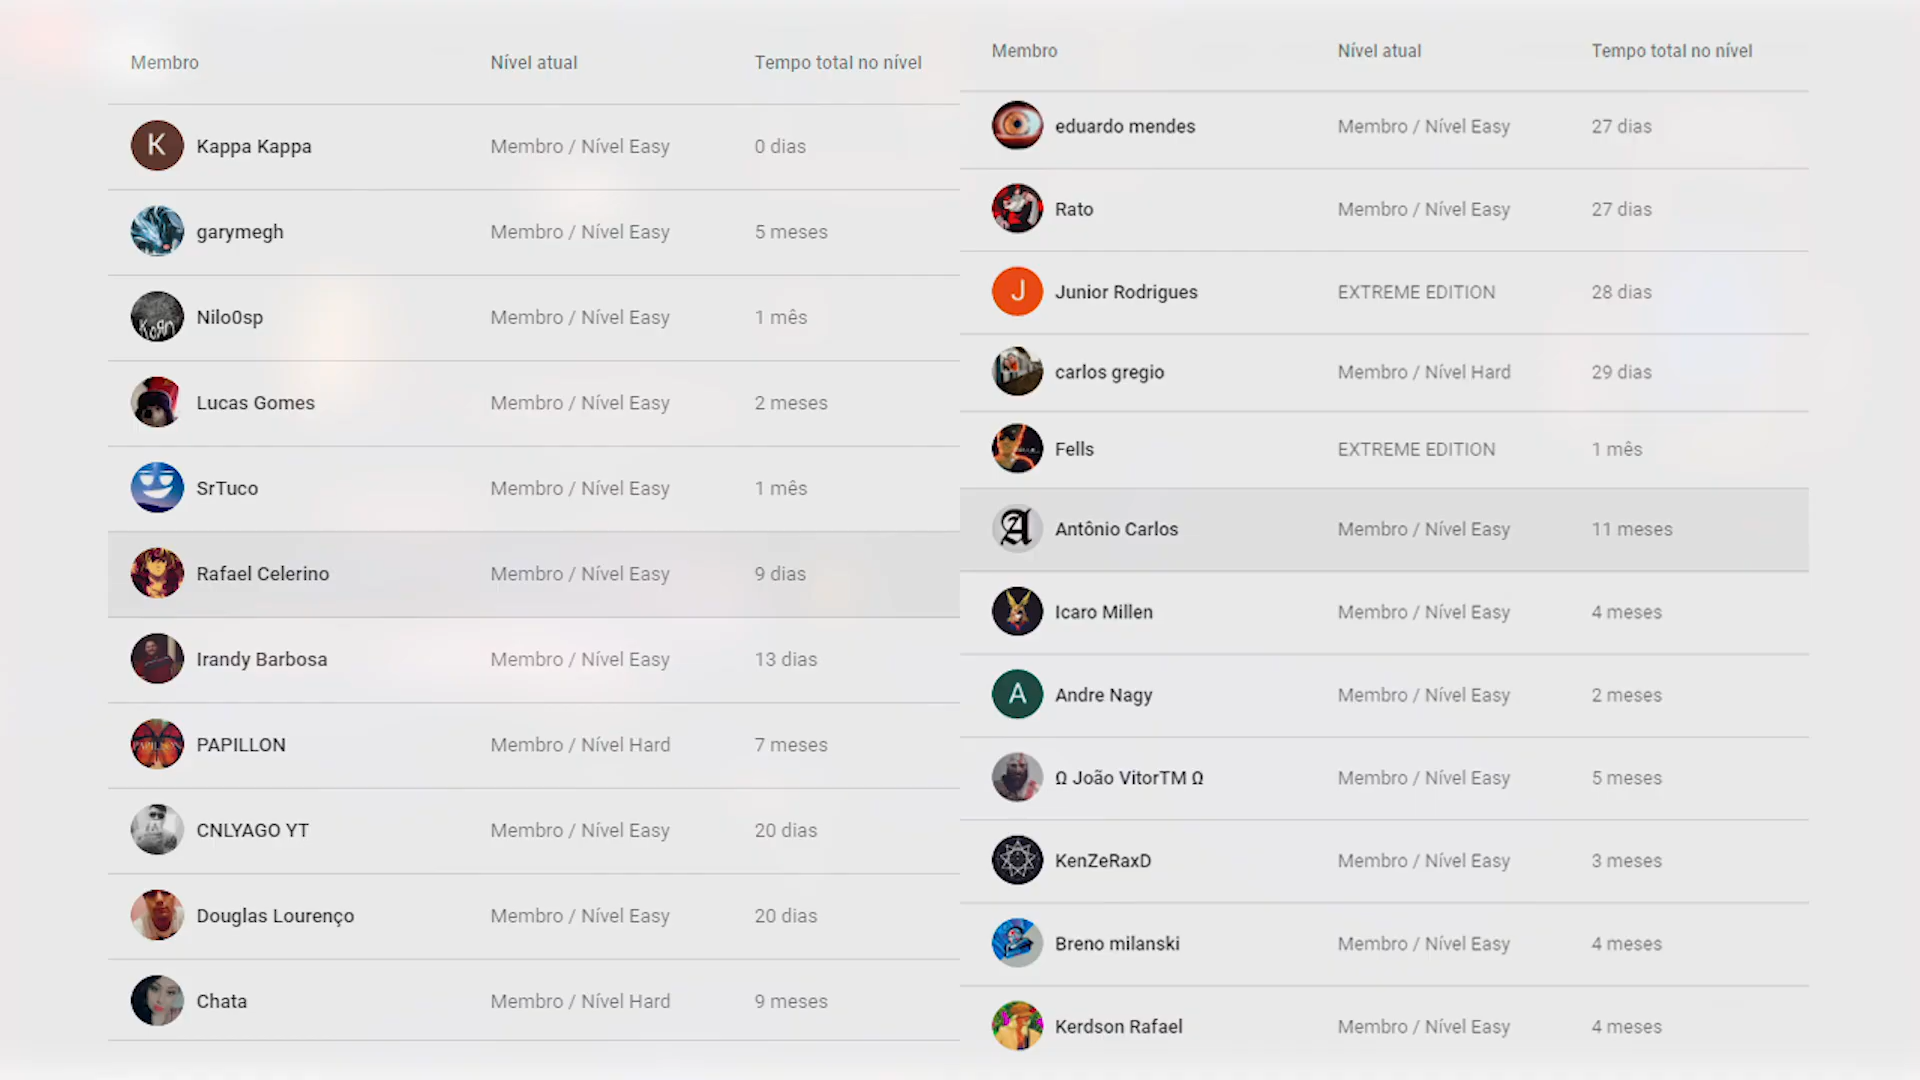 Membro Nível atual Tempo total no nível
K Kappa Kappa Membro / Nível Easy 0 dias
garymegh Membro / Nível Easy 5 meses
KoRn Nilo0sp Membro / Nível Easy 1 mês
Lucas Gomes Membro / Nível Easy 2 meses
SrTuco Membro / Nível Easy 1 mês
Rafael Celerino Membro / Nível Easy 9 dias
Irandy Barbosa Membro / Nível Easy 13 dias
PAPILLON PAPILLON Membro / Nível Hard 7 meses
CNLYAGO YT Membro / Nível Easy 20 dias
Douglas Lourenço Membro / Nível Easy 20 dias
Chata Membro / Nível Hard 9 meses
Membro Nível atual Tempo total no nível
eduardo mendes Membro / Nível Easy 27 dias
Rato Membro / Nível Easy 27 dias
J Junior Rodrigues EXTREME EDITION 28 dias
carlos gregio Membro / Nível Hard 29 dias
Fells EXTREME EDITION 1 mês
A Antônio Carlos Membro / Nível Easy 11 meses
Icaro Millen Membro / Nível Easy 4 meses
A Andre Nagy Membro / Nível Easy 2 meses
Ω João VitorTM Ω Membro / Nível Easy 5 meses
KenZeRaxD Membro / Nível Easy 3 meses
Breno milanski Membro / Nível Easy 4 meses
Kerdson Rafael Membro / Nível Easy 4 meses